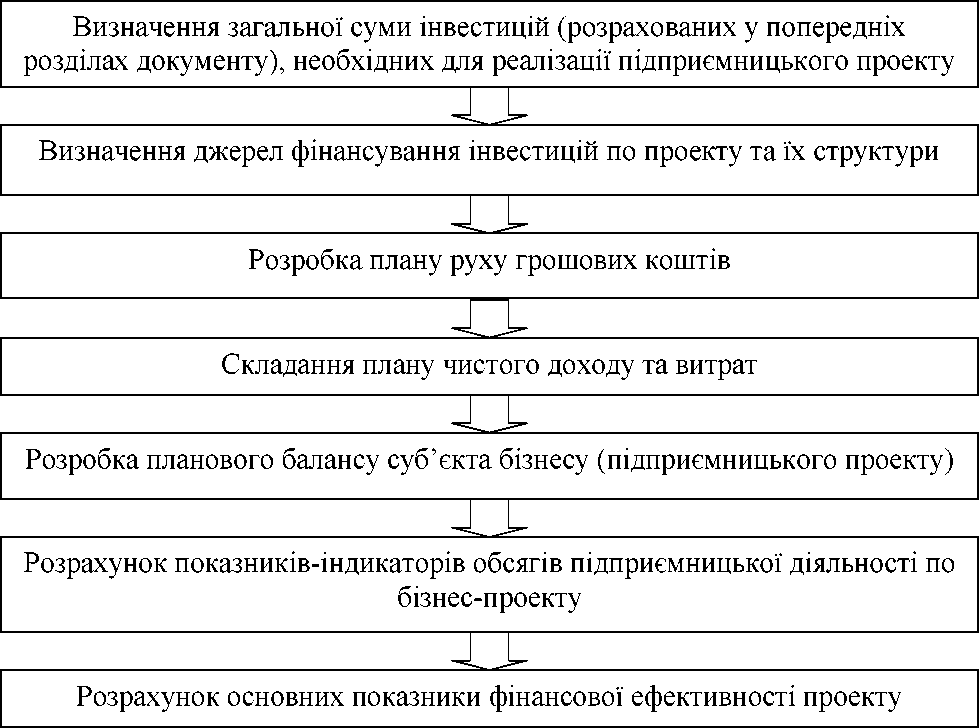 Визначення загальної суми інвестицій (розрахованих у попередніх
розділах документу), необхідних для реалізації підприємницького проекту
Визначення джерел фінансування інвестицій по проекту та їх структури
Розробка плану руху грошових коштів
Складання плану чистого доходу та витрат
Розробка планового балансу суб’єкта бізнесу (підприємницького проекту)
Розрахунок показників-індикаторів обсягів підприємницької діяльності по
бізнес-проекту
Розрахунок основних показники фінансової ефективності проекту